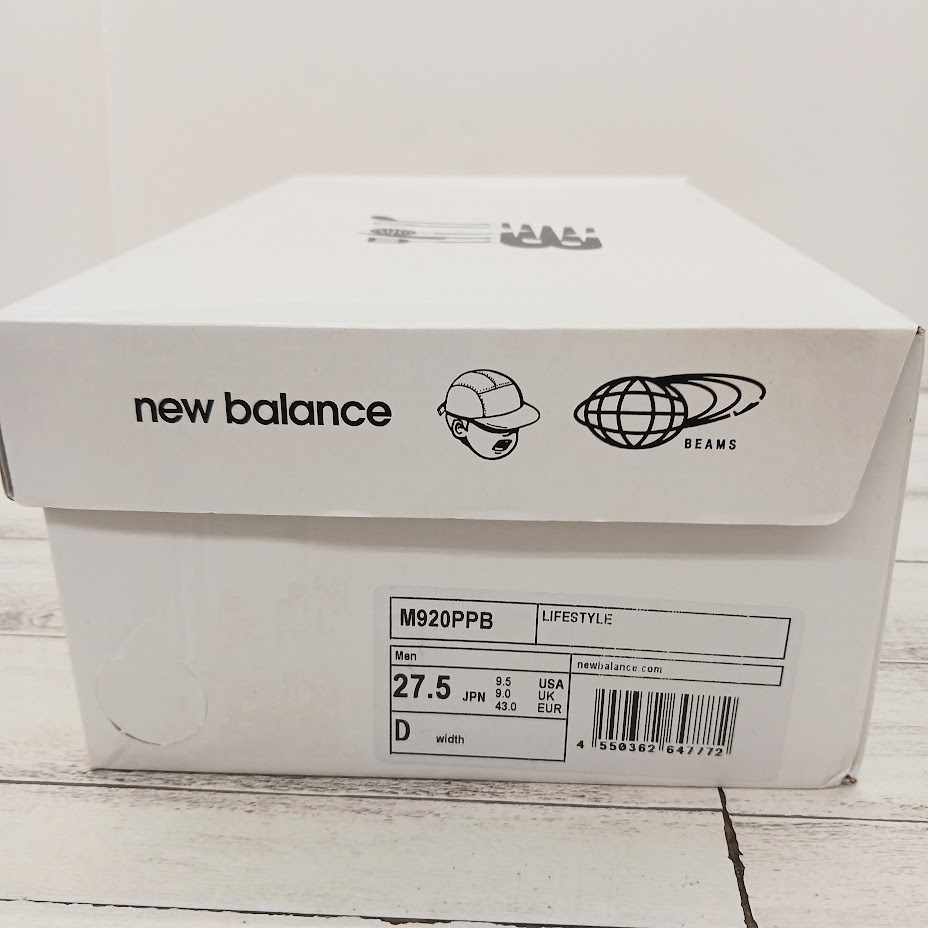 new balance
BEAMS
M920PPB
LIFESTYLE
Men
newbalance.com
27.5 JPN
9.5 USA
9.0 UK
43.0 EUR
D width
4 550362 647772